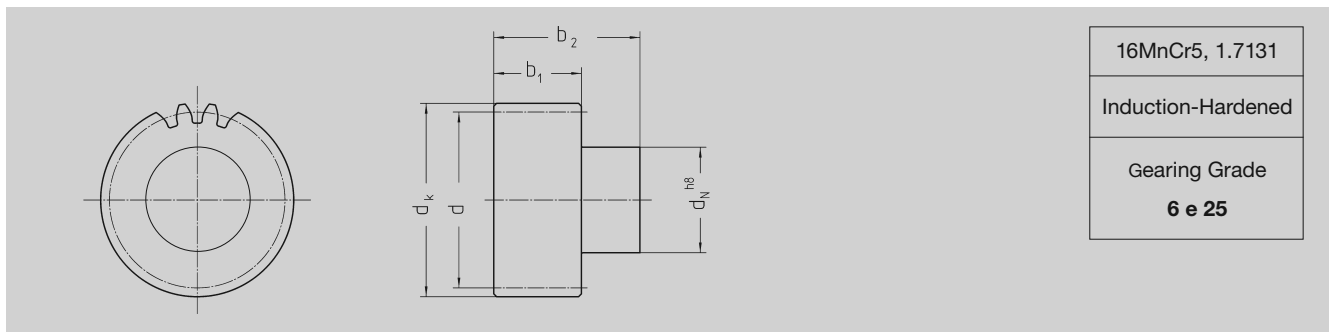 b2
b1
dk
d
dN h8
16MnCr5, 1.7131
Induction-Hardened
Gearing Grade
6 e 25